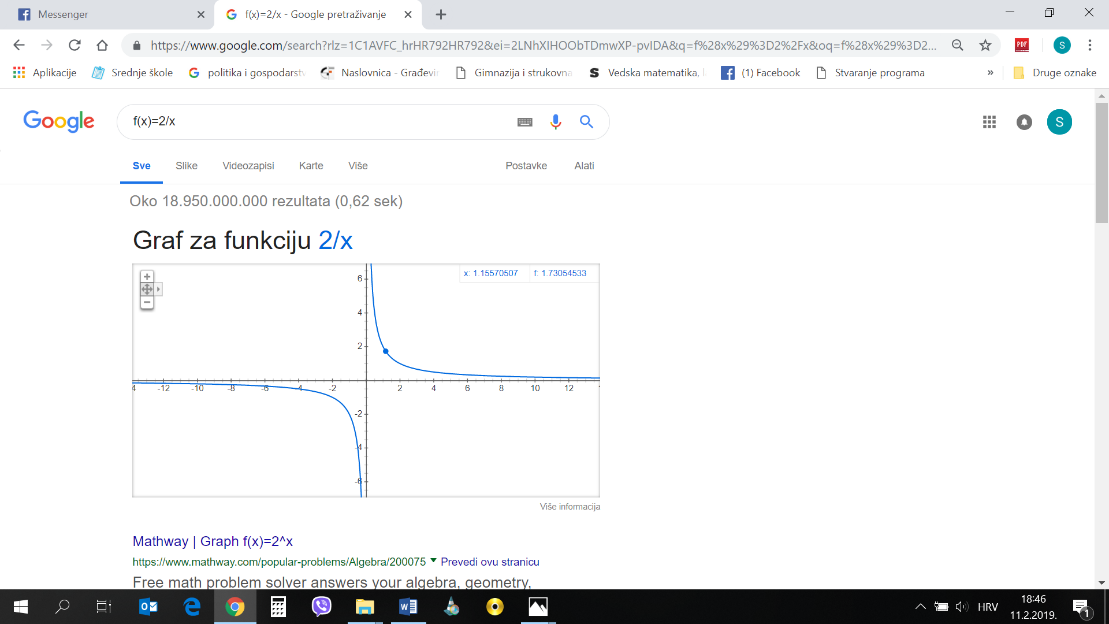 Messenger
f(x)=2/x - Google pretraživanje
https://www.google.com/search?rlz=1C1AVFC_hrHR792HR792&ei=2LNhXIHOObTDmwXP-pvIDA&q=f%28x%29%3D2%2Fx&oq=f%28x%29%3D2...
PDF
S
Aplikacije
Srednje škole
politika i gospodarst
Naslovnica - Građevin
Gimnazija i strukovna
Vedska matematika,
(1) Facebook
Stvaranje programa
»
Druge oznake
Google
f(x)=2/x
S
Sve Slike Videozapisi Karte Više Postavke Alati
Oko 18.950.000.000 rezultata (0,62 sek)
Graf za funkciju 2/x
x: 1.15570507 f: 1.73054533
6
4
2
-12 -10 -8 -6 -4 -2 2 4 6 8 10 12
-2
-4
-6
Više informacija
Mathway | Graph f(x)=2^x
https://www.mathway.com/popular-problems/Algebra/200075 Prevedi ovu stranicu
Free math problem solver answers your algebra, geometry,
HRV
18:46
11.2.2019.
1